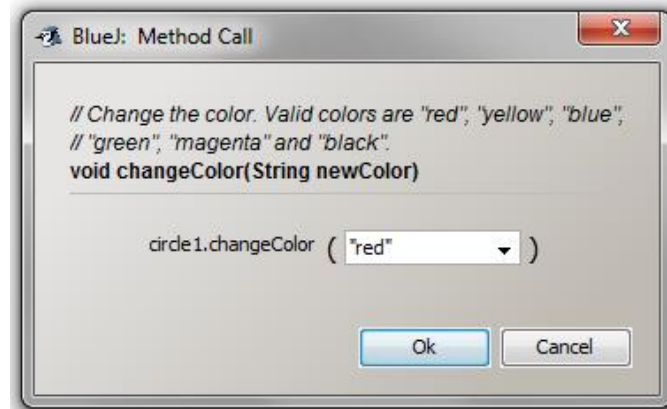 BlueJ: Method Call
// Change the color. Valid colors are "red", "yellow", "blue",
// "green", "magenta" and "black".
void changeColor(String newColor)
circle1.changeColor ( "red" )
Ok Cancel